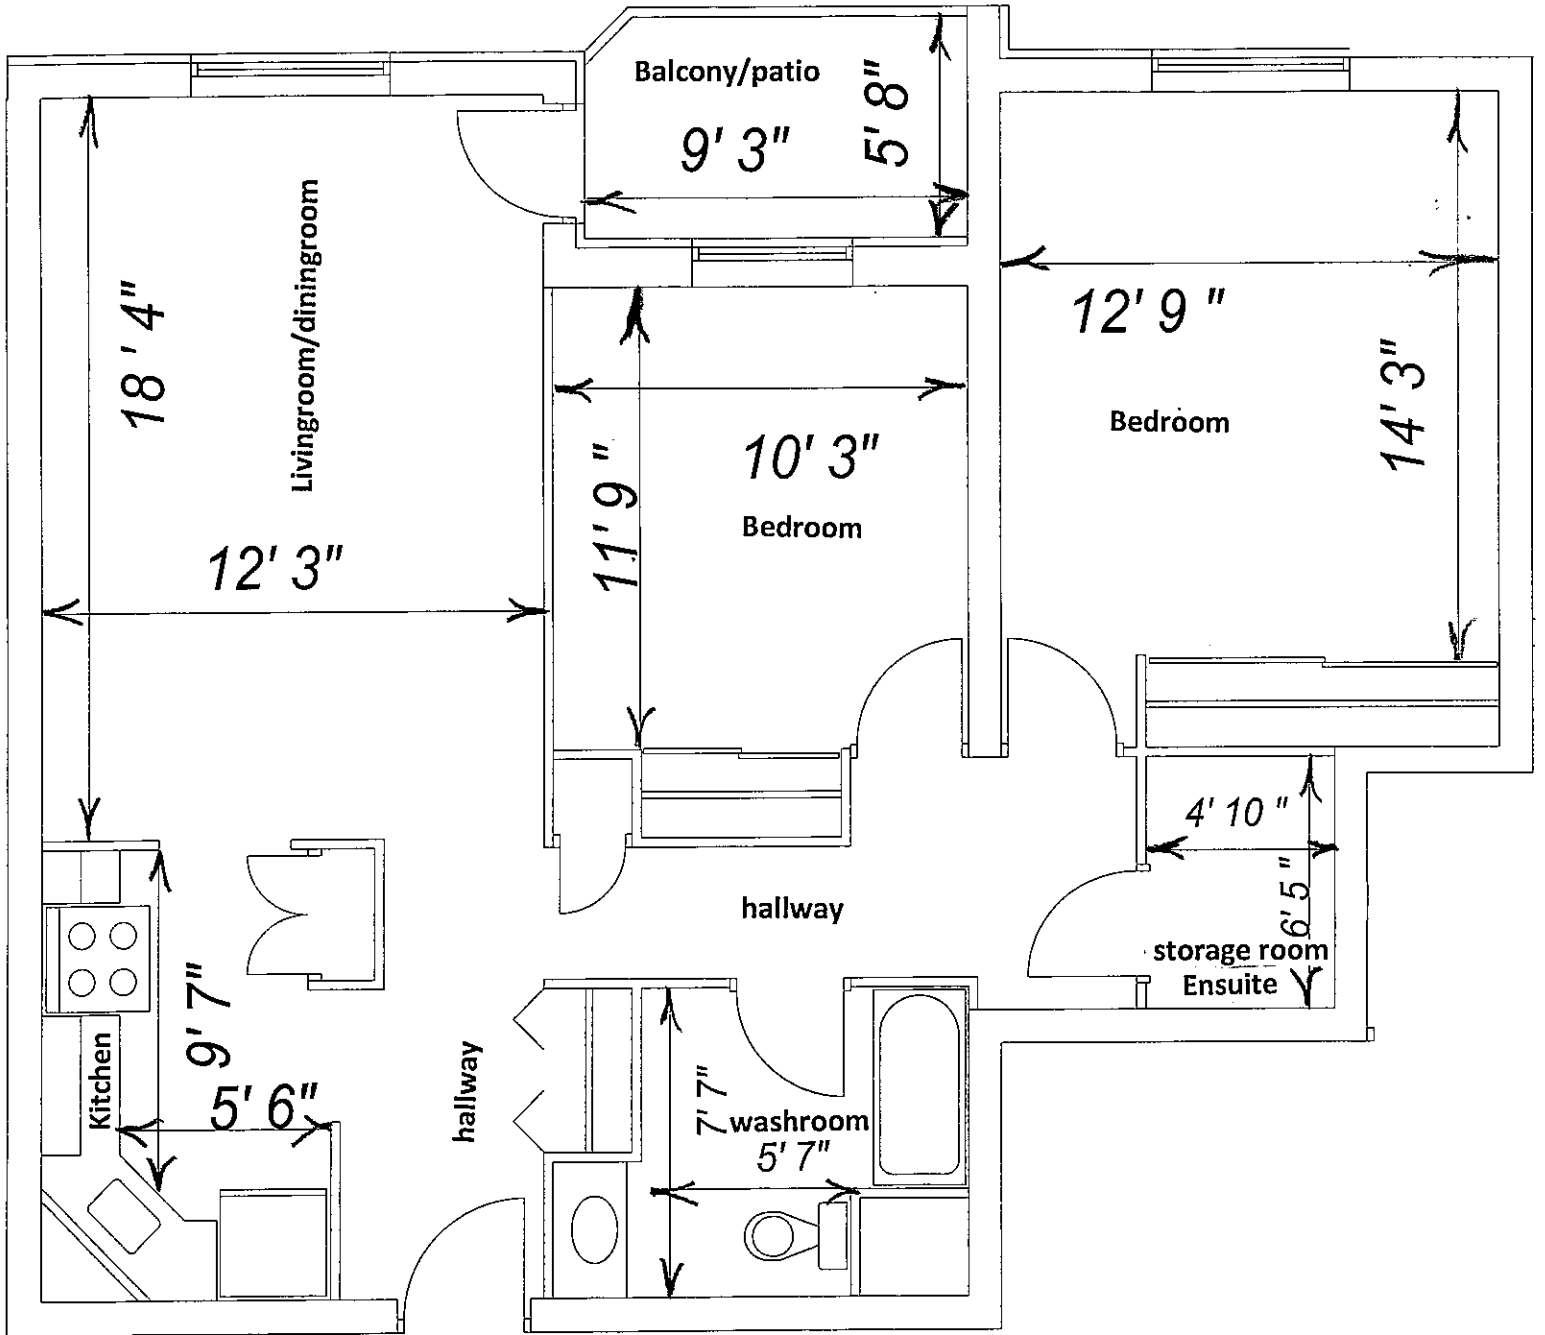 Balcony/patio
9' 3"
5' 8"
Livingroom/diningroom
18 ' 4"
12' 3"
10' 3"
Bedroom
11' 9 "
12' 9 "
Bedroom
14' 3"
4' 10 "
6' 5 "
storage room
Ensuite
hallway
Kitchen
9' 7"
5' 6"
hallway
7' 7"
washroom
5' 7"